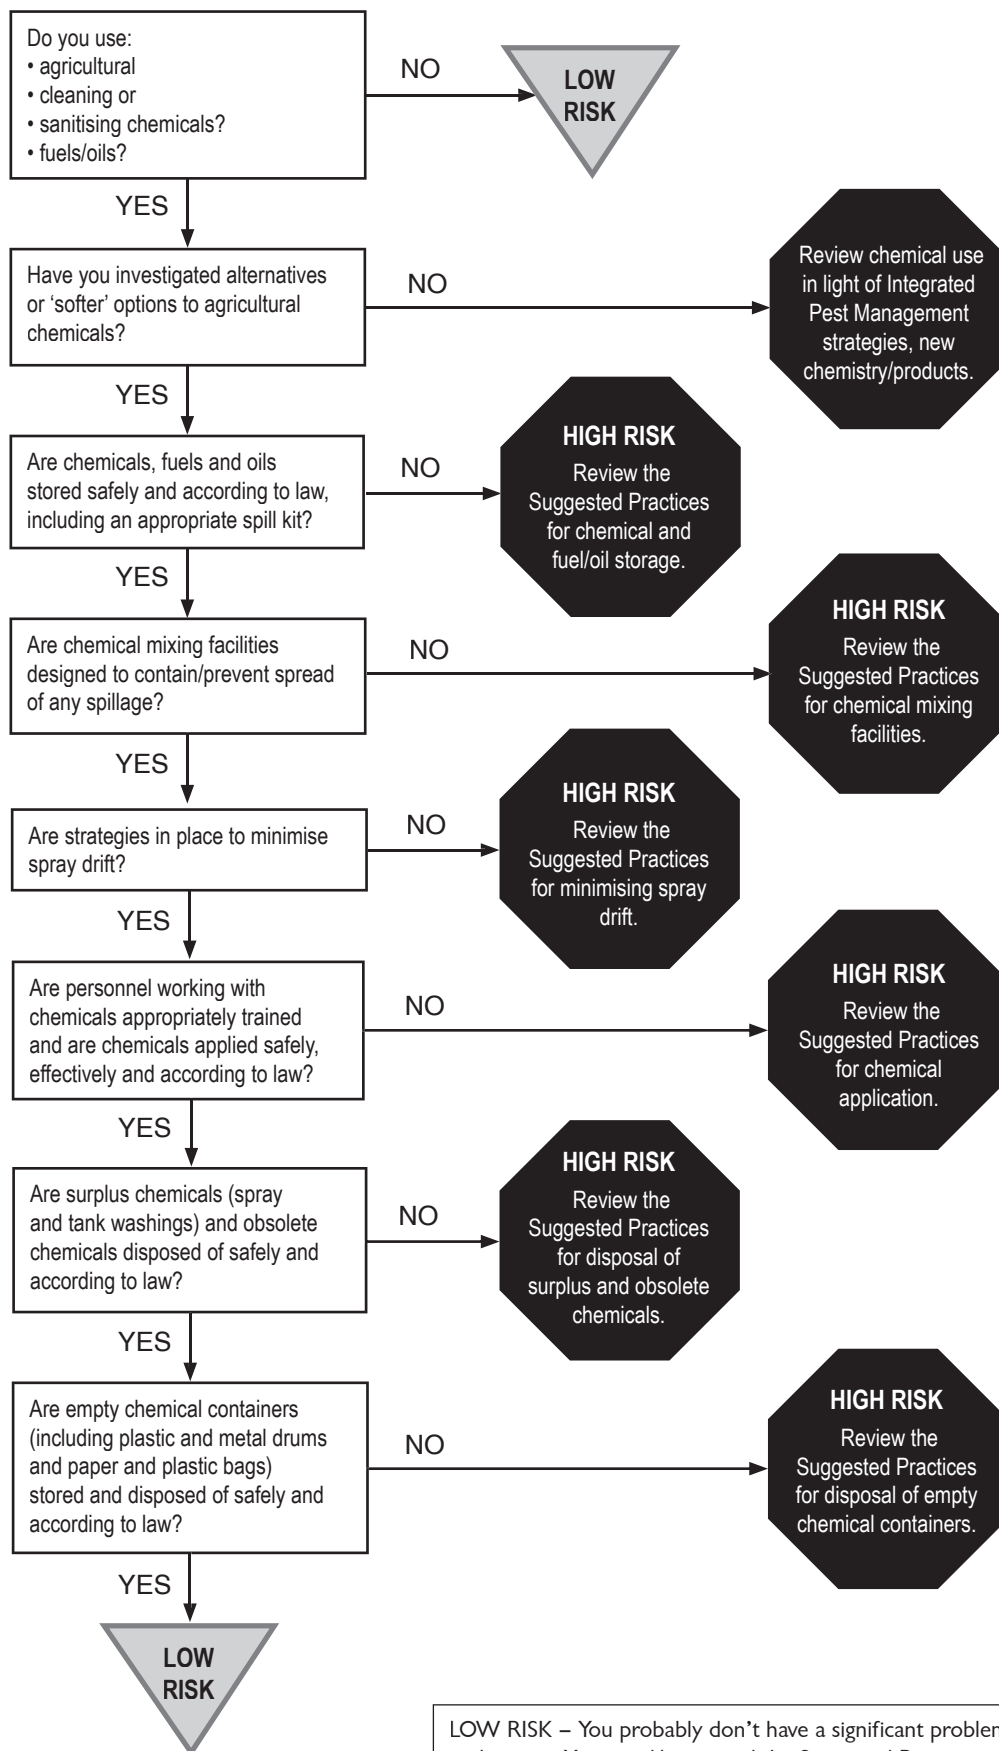 Do you use:
• agricultural
• cleaning or
• sanitising chemicals?
• fuels/oils?
NO
LOW
RISK
YES
Have you investigated alternatives
or ‘softer’ options to agricultural
chemicals?
NO
Review chemical use
in light of Integrated
Pest Management
strategies, new
chemistry/products.
YES
Are chemicals, fuels and oils
stored safely and according to law,
including an appropriate spill kit?
NO
HIGH RISK
Review the
Suggested Practices
for chemical and
fuel/oil storage.
YES
Are chemical mixing facilities
designed to contain/prevent spread
of any spillage?
NO
HIGH RISK
Review the
Suggested Practices
for chemical mixing
facilities.
YES
Are strategies in place to minimise
spray drift?
NO
HIGH RISK
Review the
Suggested Practices
for minimising spray
drift.
YES
Are personnel working with
chemicals appropriately trained
and are chemicals applied safely,
effectively and according to law?
NO
HIGH RISK
Review the
Suggested Practices
for chemical
application.
YES
Are surplus chemicals (spray
and tank washings) and obsolete
chemicals disposed of safely and
according to law?
NO
HIGH RISK
Review the
Suggested Practices
for disposal of
surplus and obsolete
chemicals.
YES
Are empty chemical containers
(including plastic and metal drums
and paper and plastic bags)
stored and disposed of safely and
according to law?
NO
HIGH RISK
Review the
Suggested Practices
for disposal of empty
chemical containers.
YES
LOW
RISK
LOW RISK – You probably don't have a significant problem